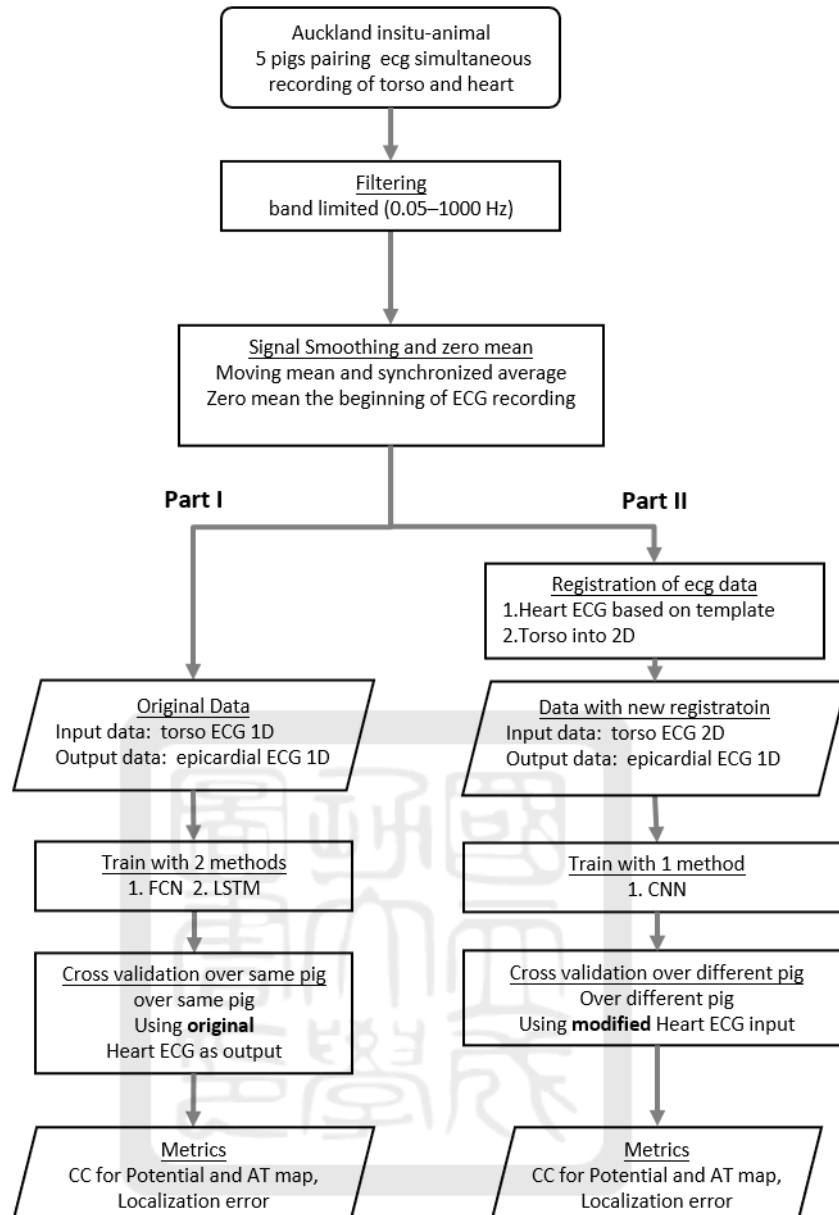 Auckland insitu-animal
5 pigs pairing ecg simultaneous
recording of torso and heart
Filtering
band limited (0.05–1000 Hz)
Signal Smoothing and zero mean
Moving mean and synchronized average
Zero mean the beginning of ECG recording
Part I
Part II
Registration of ecg data
1.Heart ECG based on template
2.Torso into 2D
Original Data
Input data: torso ECG 1D
Output data: epicardial ECG 1D
Data with new registratoin
Input data: torso ECG 2D
Output data: epicardial ECG 1D
Train with 2 methods
1. FCN 2. LSTM
Train with 1 method
1. CNN
Cross validation over same pig
over same pig
Using original
Heart ECG as output
Cross validation over different pig
Over different pig
Using modified Heart ECG input
Metrics
CC for Potential and AT map,
Localization error
Metrics
CC for Potential and AT map,
Localization error